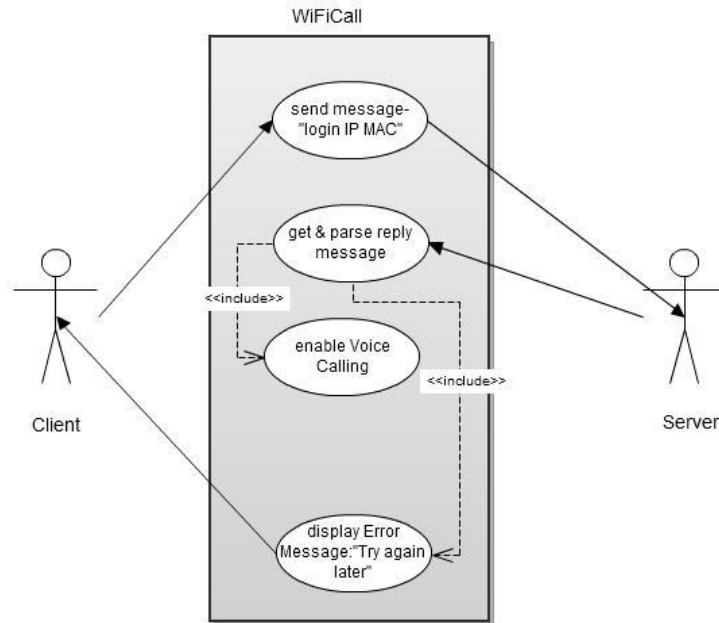 WiFiCall
send message-
"login IP MAC"
get & parse reply
message
<<include>>
enable Voice
Calling
<<include>>
Client
Server
display Error
Message:"Try again
later"